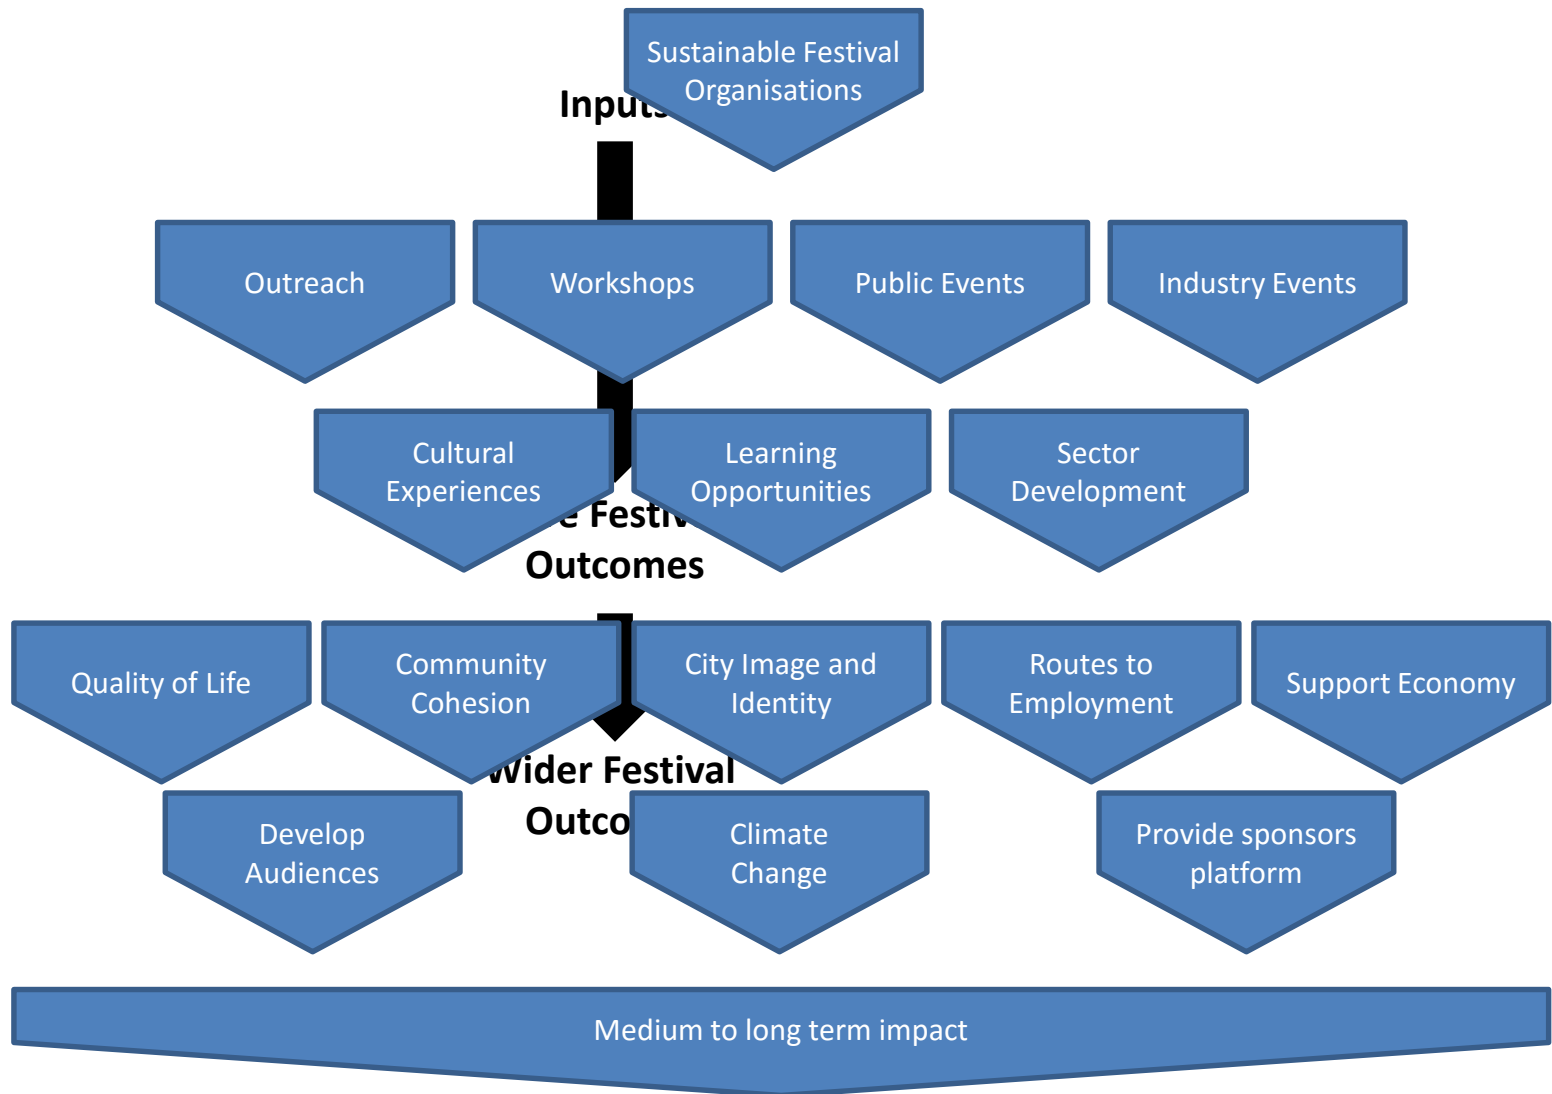 Sustainable Festival
Organisations
Inputs
Outreach
Workshops
Public Events
Industry Events
Cultural
Experiences
Learning
Opportunities
Sector
Development
Outcomes
Quality of Life
Community
Cohesion
City Image and
Identity
Routes to
Employment
Support Economy
Wider Festival
Develop
Audiences
Climate
Change
Provide sponsors
platform
Medium to long term impact